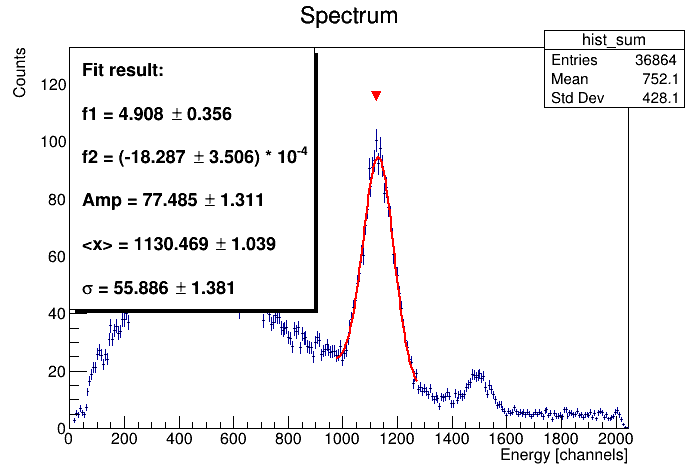 Spectrum
hist_sum
Entries 36864
Mean 752.1
Std Dev 428.1
Counts
Fit result:
f1 = 4.908 ± 0.356
f2 = (-18.287 ± 3.506) * 10⁻⁴
Amp = 77.485 ± 1.311
<x> = 1130.469 ± 1.039
σ = 55.886 ± 1.381
120
100
80
60
40
20
0
0 200 400 600 800 1000 1200 1400 1600 1800 2000
Energy [channels]